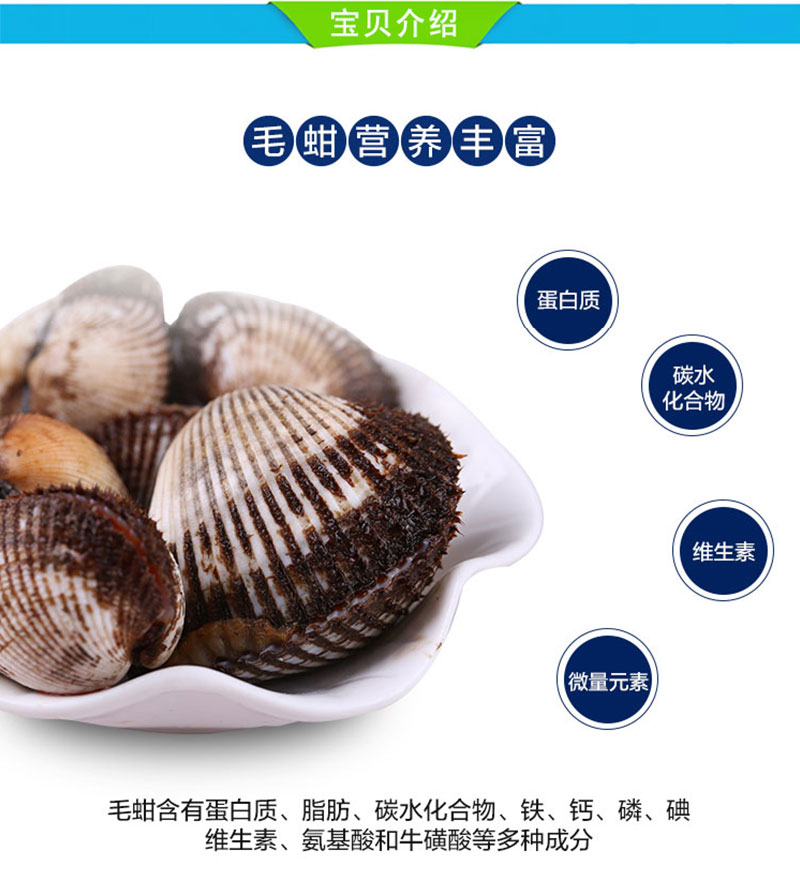 宝贝介绍
毛蚶营养丰富
蛋白质
碳水
化合物
维生素
微量元素
毛蚶含有蛋白质、脂肪、碳水化合物、铁、钙、磷、碘
维生素、氨基酸和牛磺酸等多种成分